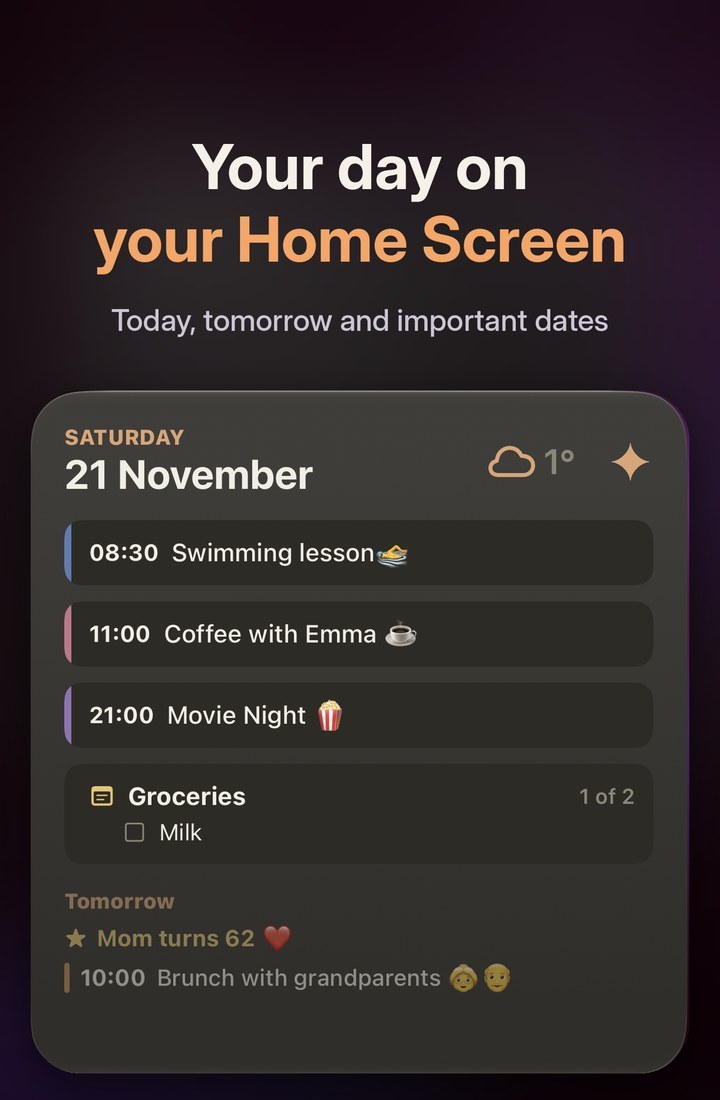 Your day on
your Home Screen
Today, tomorrow and important dates
SATURDAY
21 November
1°
08:30 Swimming lesson🏊
11:00 Coffee with Emma ☕
21:00 Movie Night 🍿
Groceries 1 of 2
Milk
Tomorrow
Mom turns 62 ❤️
10:00 Brunch with grandparents 👵👴